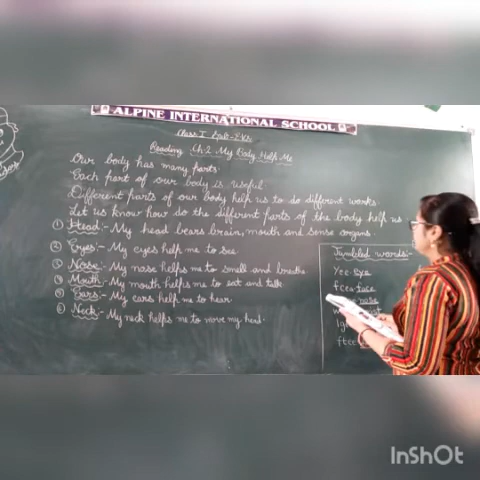 ALPINE INTERNATIONAL SCHOOL
Class I
Reading Ch.2 My Body Help Me
Our body has many parts.
Each part of our body is useful.
Different parts of our body help us to do different works.
Let us know how do the different parts of the body help us
① Head:- My head bears brain, mouth and sense organs.
② Eyes:- My eyes help me to see.
③ Nose:- My nose helps me to smell and breathe
④ Mouth:- My mouth helps me to eat and talk.
⑤ Ears:- My ears help me to hear
⑥ Neck:- My neck helps me to move my head.
Jumbled words:-
Yee-Eye
fcea-face
nose
ftee
InShOt